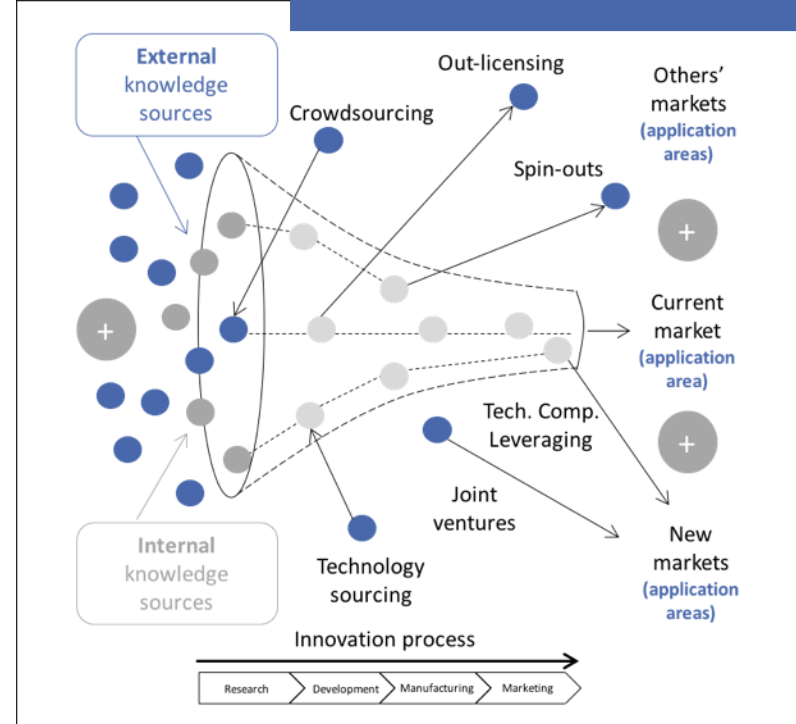 External
knowledge
sources
Crowdsourcing
Out-licensing
Others’
markets
(application
areas)
Spin-outs
+
+
Current
market
(application
area)
Tech. Comp.
Leveraging
+
Joint
ventures
New
markets
(application
areas)
Internal
knowledge
sources
Technology
sourcing
Innovation process
Research
Development
Manufacturing
Marketing